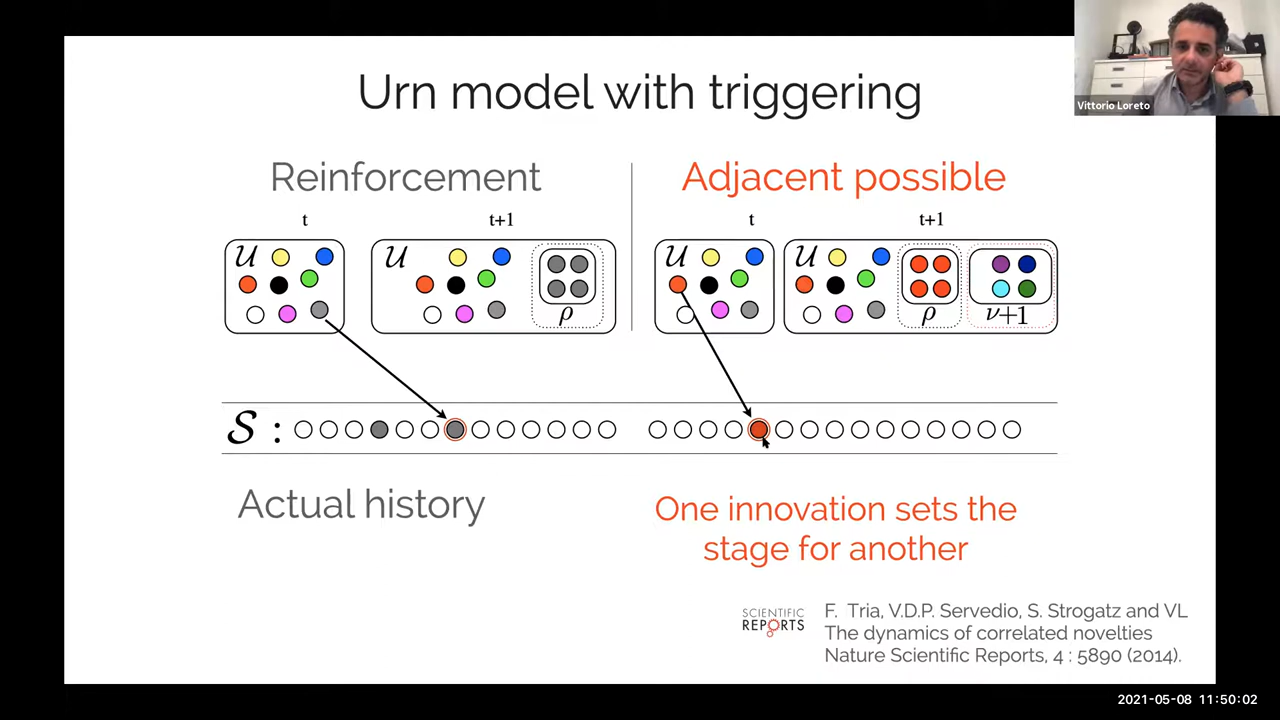 Urn model with triggering
Vittorio Loreto
Reinforcement
Adjacent possible
t
t+1
t
t+1
U
U
ρ
U
U
ρ
ν+1
S :
Actual history
One innovation sets the
stage for another
SCIENTIFIC
REPORTS
F. Tria, V.D.P. Servedio, S. Strogatz and VL
The dynamics of correlated novelties
Nature Scientific Reports, 4 : 5890 (2014).
2021-05-08 11:50:02